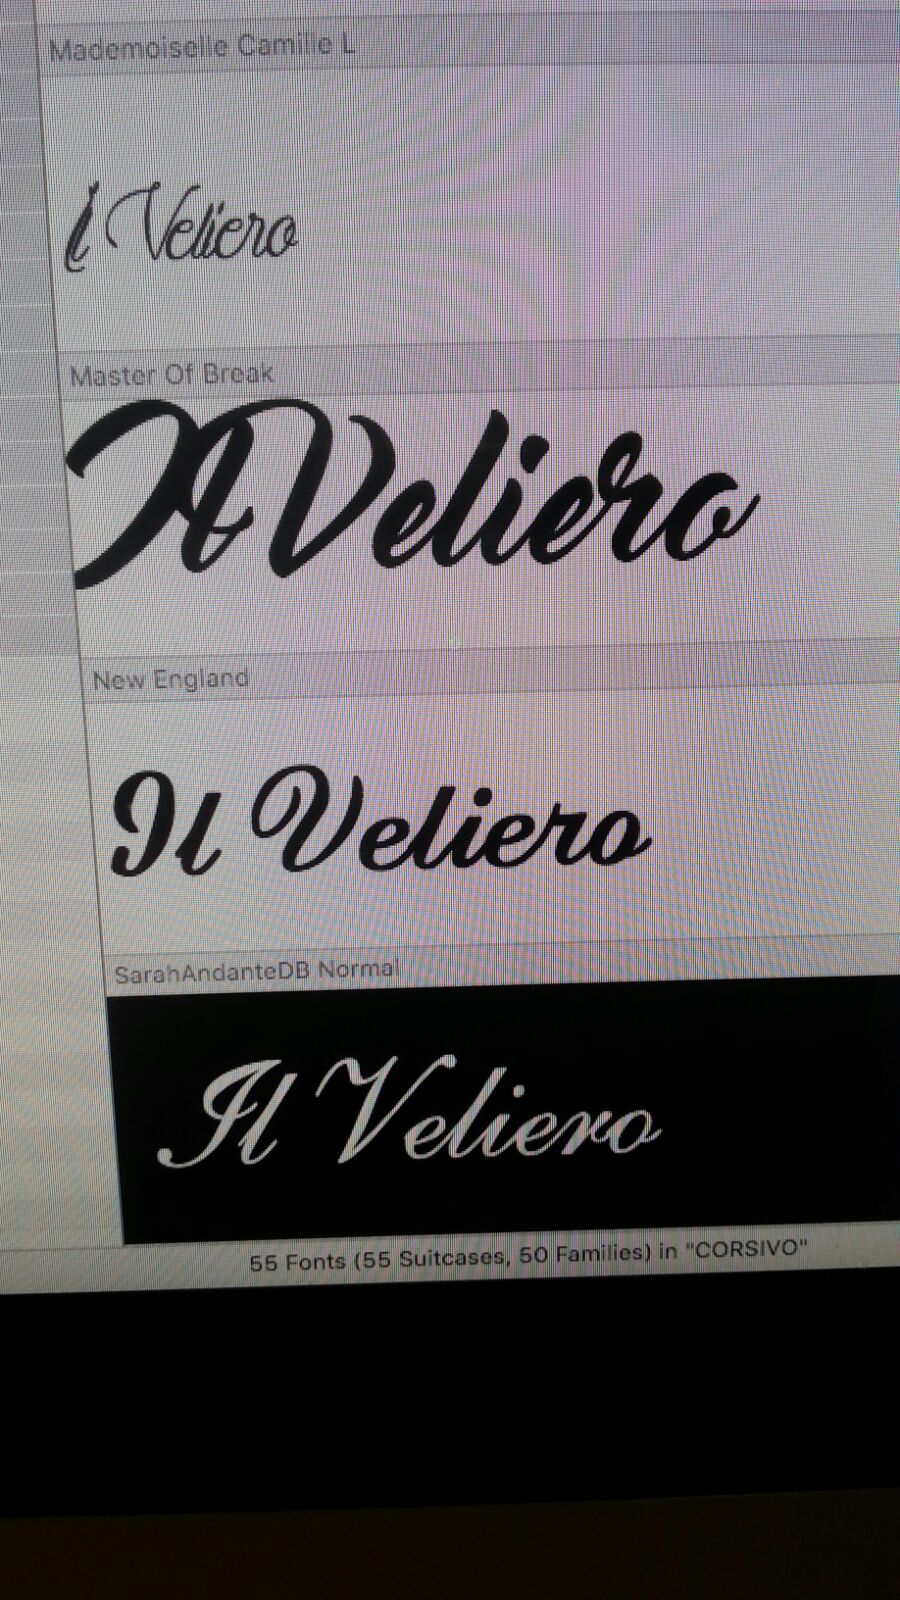 Mademoiselle Camille L
l Veliero
Master Of Break
Il Veliero
New England
Il Veliero
SarahAndanteDB Normal
Il Veliero
55 Fonts (55 Suitcases, 50 Families) in "CORSIVO"